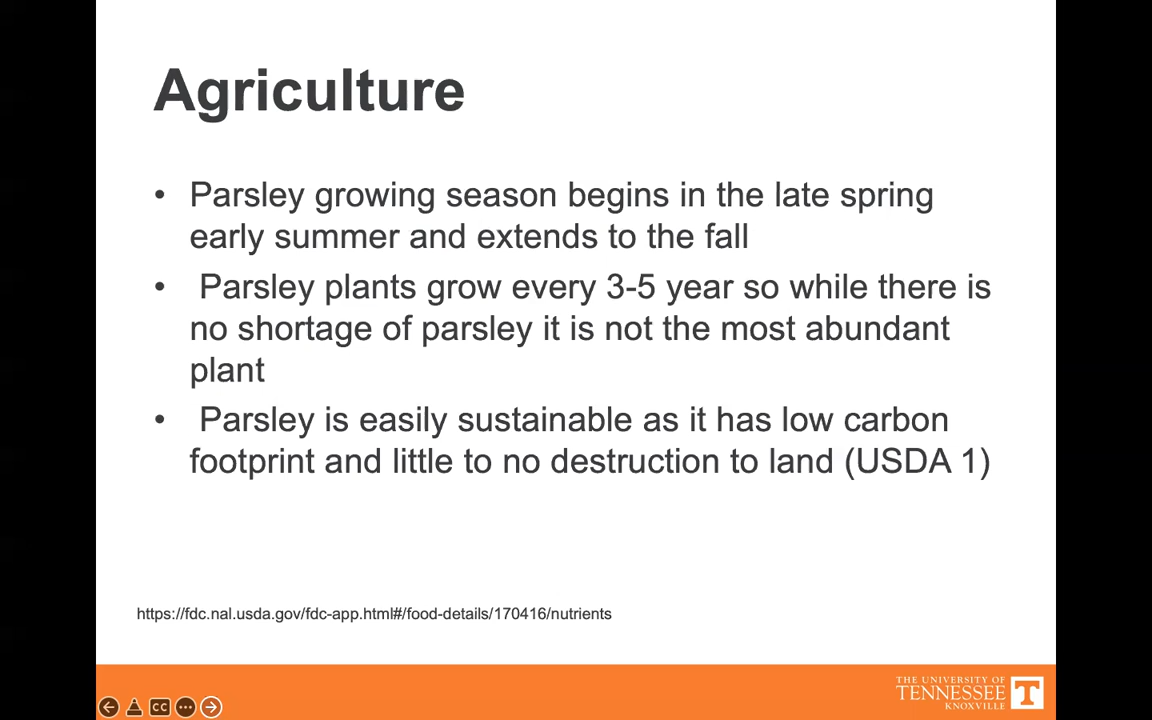 Agriculture
• Parsley growing season begins in the late spring
early summer and extends to the fall
• Parsley plants grow every 3-5 year so while there is
no shortage of parsley it is not the most abundant
plant
• Parsley is easily sustainable as it has low carbon
footprint and little to no destruction to land (USDA 1)
https://fdc.nal.usda.gov/fdc-app.html#/food-details/170416/nutrients
THE UNIVERSITY OF
TENNESSEE
KNOXVILLE
T
CC